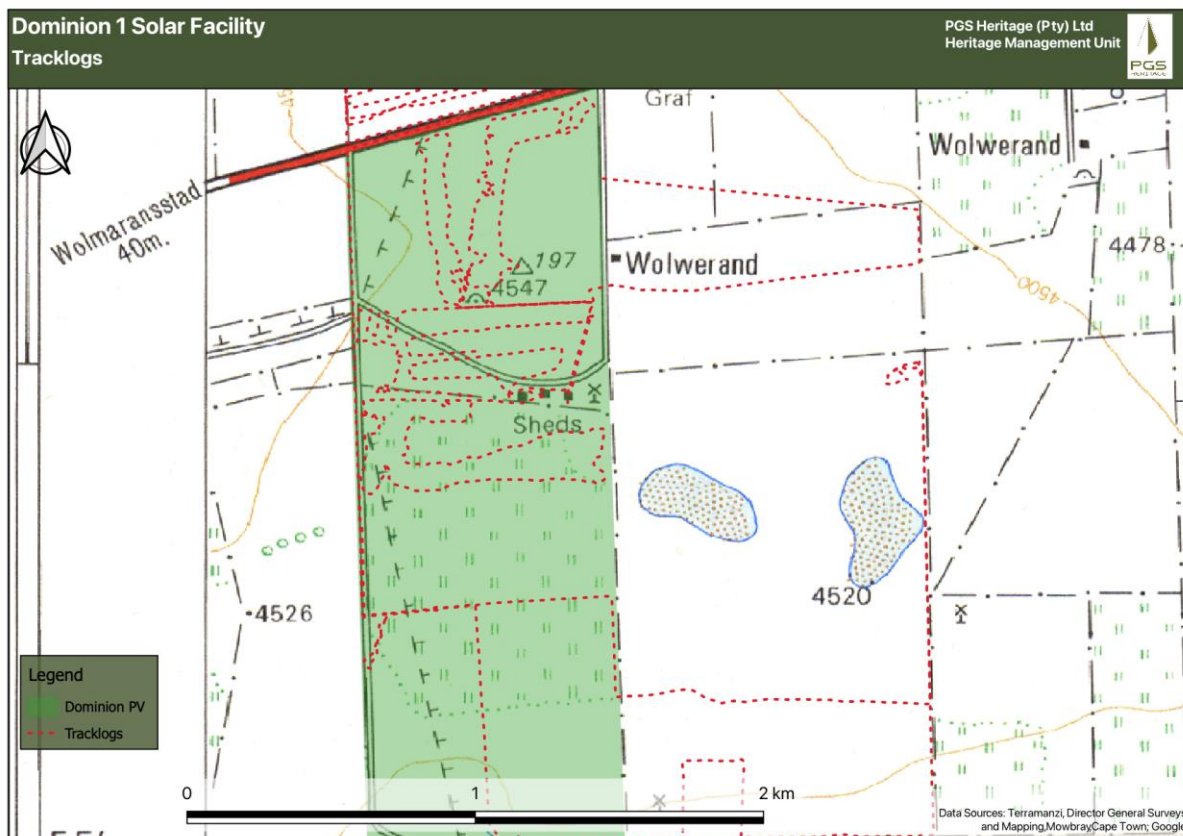 Dominion 1 Solar Facility
Tracklogs
PGS Heritage (Pty) Ltd
Heritage Management Unit
PGS
HERITAGE
Graf
Wolwerand
Wolmaransstad
40m.
4478
197
Wolwerand
4547
4500
Sheds
4520
4526
Legend
Dominion PV
Tracklogs
0
1
2 km
Data Sources: Terramanzi, Director General Surveys
and Mapping,Mowbray,Cape Town; Google